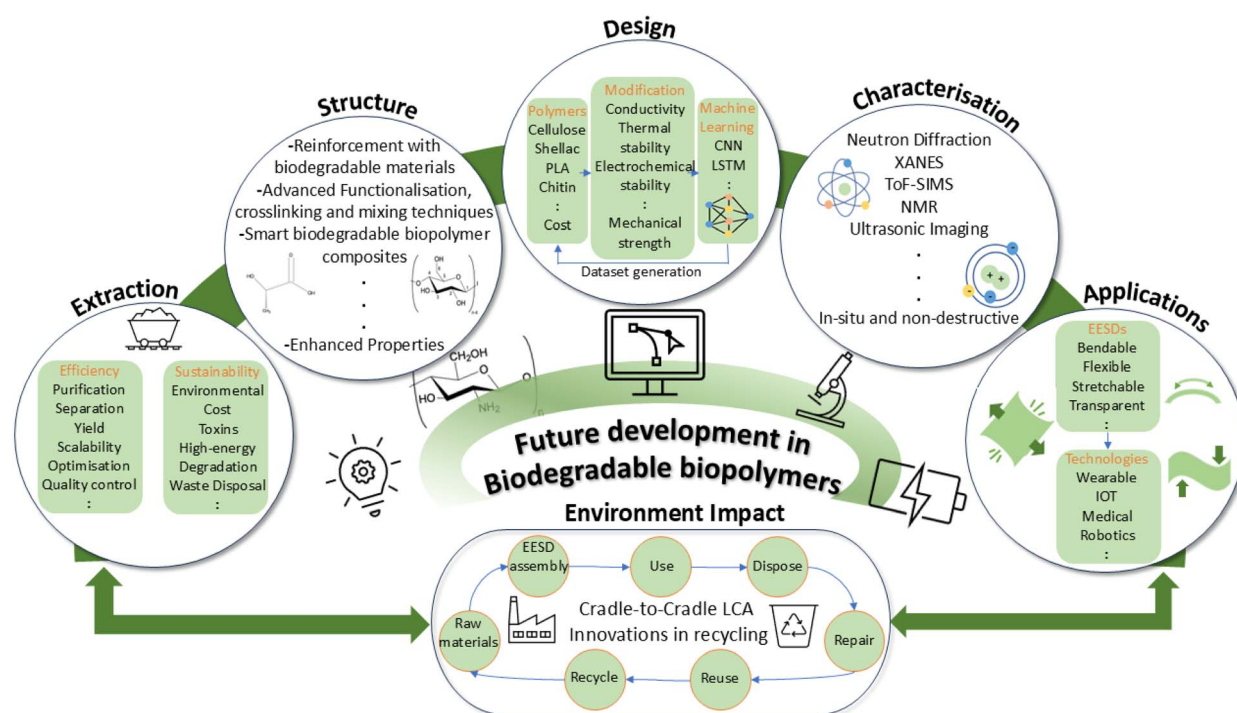 Extraction
Efficiency
Purification
Separation
Yield
Scalability
Optimisation
Quality control
:
Sustainability
Environmental
Cost
Toxins
High-energy
Degradation
Waste Disposal
:
Structure
-Reinforcement with
biodegradable materials
-Advanced Functionalisation,
crosslinking and mixing techniques
-Smart biodegradable biopolymer
composites
.
.
.
-Enhanced Properties
Design
Polymers
Cellulose
Shellac
PLA
Chitin
:
Cost
Modification
Conductivity
Thermal
stability
Electrochemical
stability
:
Mechanical
strength
Machine
Learning
CNN
LSTM
:
Dataset generation
Characterisation
Neutron Diffraction
XANES
ToF-SIMS
NMR
Ultrasonic Imaging
.
.
.
In-situ and non-destructive
Applications
EESDs
Bendable
Flexible
Stretchable
Transparent
:
Technologies
Wearable
IOT
Medical
Robotics
:
CH₂OH
O
O
HO
NH₂
n
Future development in
Biodegradable biopolymers
Environment Impact
EESD
assembly
Use
Dispose
Raw
materials
Cradle-to-Cradle LCA
Innovations in recycling
Repair
Recycle
Reuse